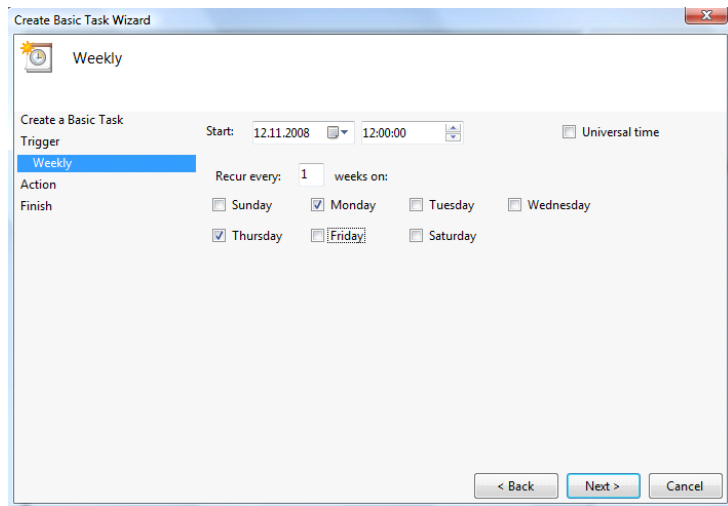 Create Basic Task Wizard
Weekly
Create a Basic Task
Trigger
Weekly
Action
Finish
Start: 12.11.2008 12:00:00 Universal time
Recur every: 1 weeks on:
Sunday Monday Tuesday Wednesday
Thursday Friday Saturday
< Back Next > Cancel